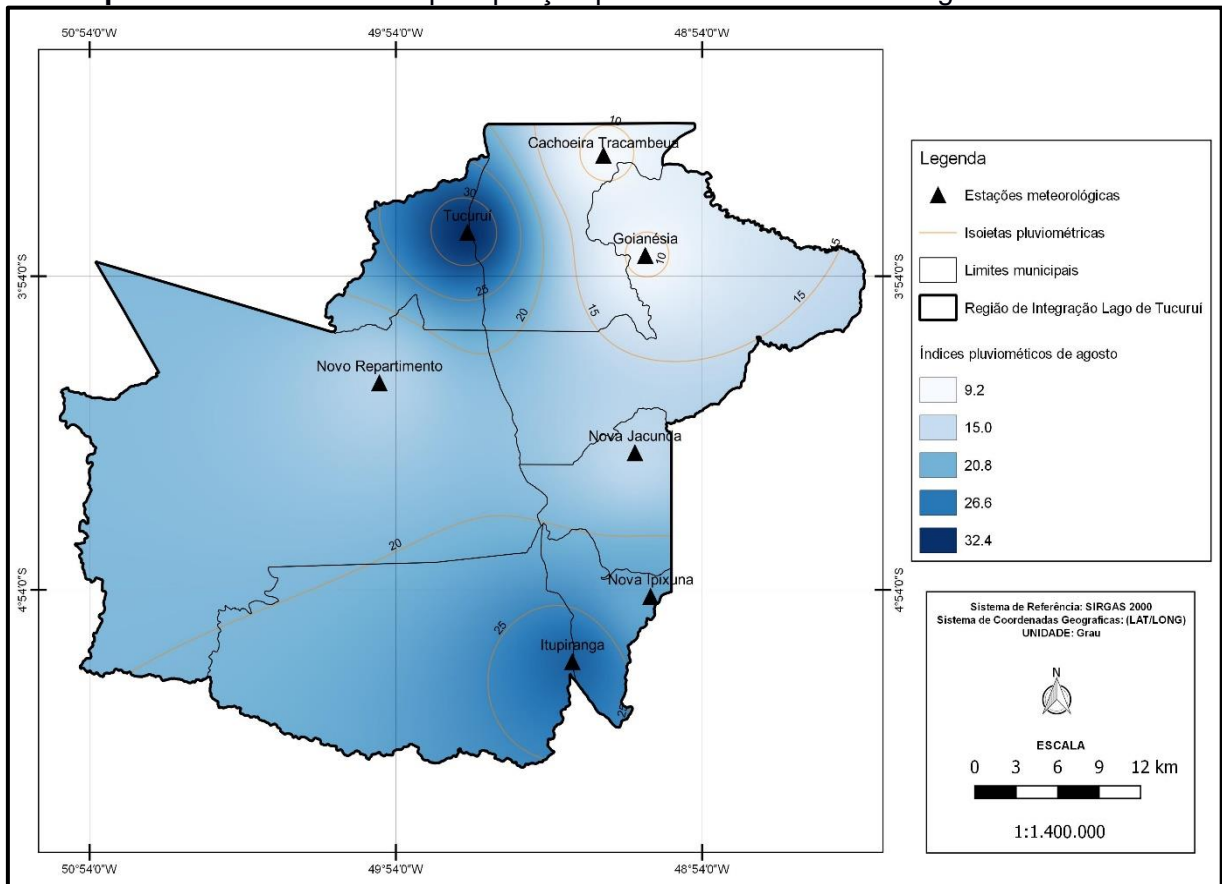 50°54'0"W 49°54'0"W 48°54'0"W
10
Cachoeira Tracambeua
30
Tucuruí
Goianésia
10
15
3°54'0"S 3°54'0"S
25
20
15
15
Novo Repartimento
Nova Jacunda
20
Nova Ipixuna
4°54'0"S 4°54'0"S
25
Itupiranga
25
50°54'0"W 49°54'0"W 48°54'0"W
Legenda
Estações meteorológicas
Isoietas pluviométricas
Limites municipais
Região de Integração Lago de Tucuruí
Índices pluviométicos de agosto
9.2
15.0
20.8
26.6
32.4
Sistema de Referência: SIRGAS 2000
Sistema de Coordenadas Geograficas: (LAT/LONG)
UNIDADE: Grau
N
ESCALA
0 3 6 9 12 km
1:1.400.000